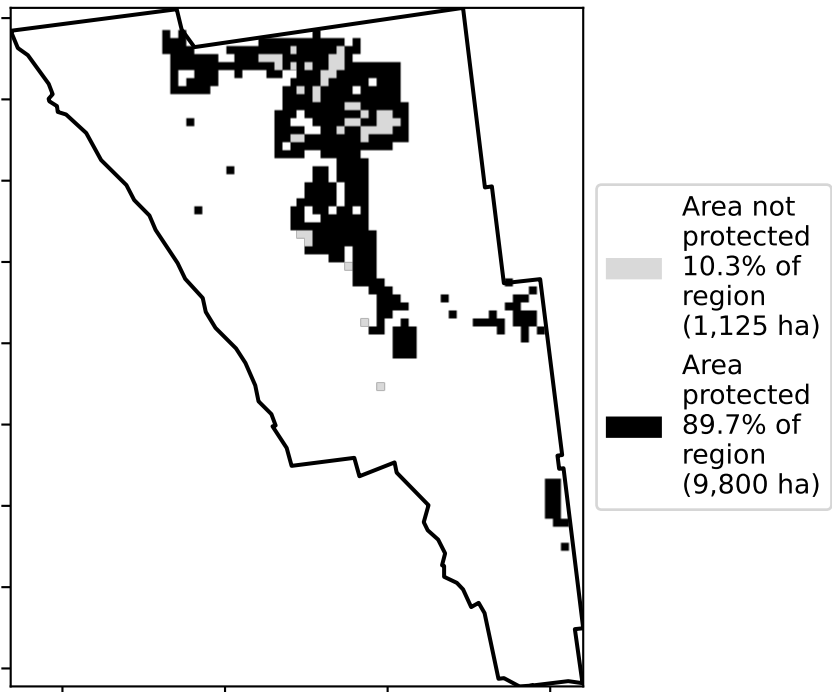 Area not
protected
10.3% of
region
(1,125 ha)
Area
protected
89.7% of
region
(9,800 ha)